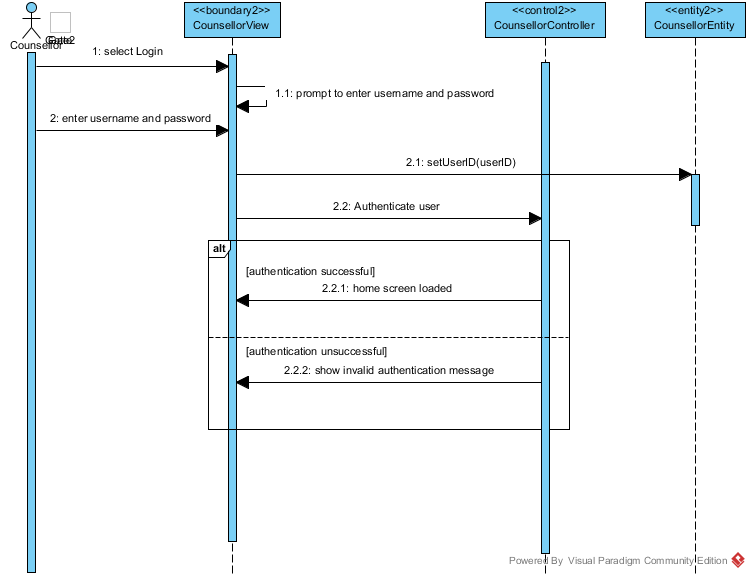 <<boundary2>>
CounsellorView
<<control2>>
CounsellorController
<<entity2>>
CounsellorEntity
Counsellor
1: select Login
1.1: prompt to enter username and password
2: enter username and password
2.1: setUserID(userID)
2.2: Authenticate user
alt
[authentication successful]
2.2.1: home screen loaded
[authentication unsuccessful]
2.2.2: show invalid authentication message
Powered By Visual Paradigm Community Edition